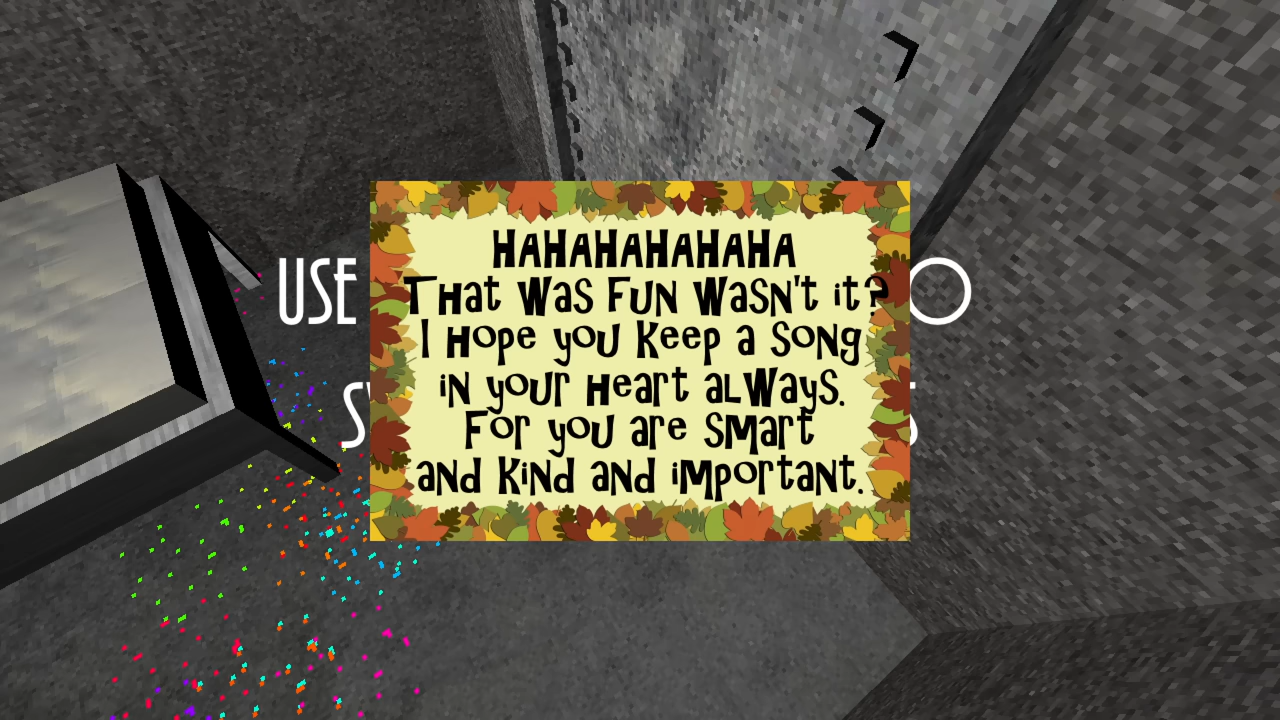 HAHAHAHAHAHA
USE
O
That Was FUN WasN't it?
I Hope yoU Keep a SoNg
iN yoUr Heart alWays.
For yoU are SMart
and KiNd and iMportant.